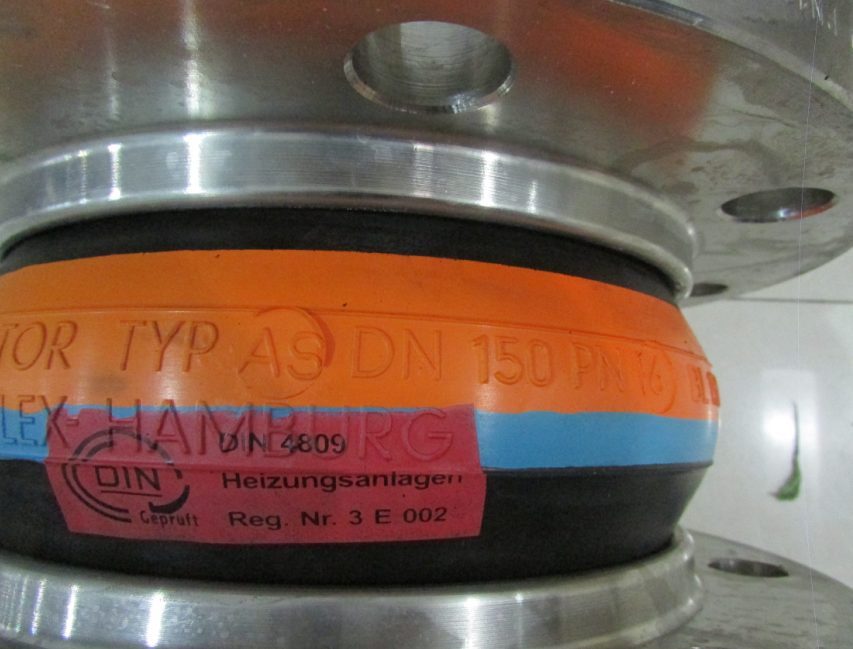 TOR TYP AS DN 150 PN 16
LEX-HAMBURG
DIN 4809
DIN
Geprüft
Heizungsanlagen
Reg. Nr. 3 E 002